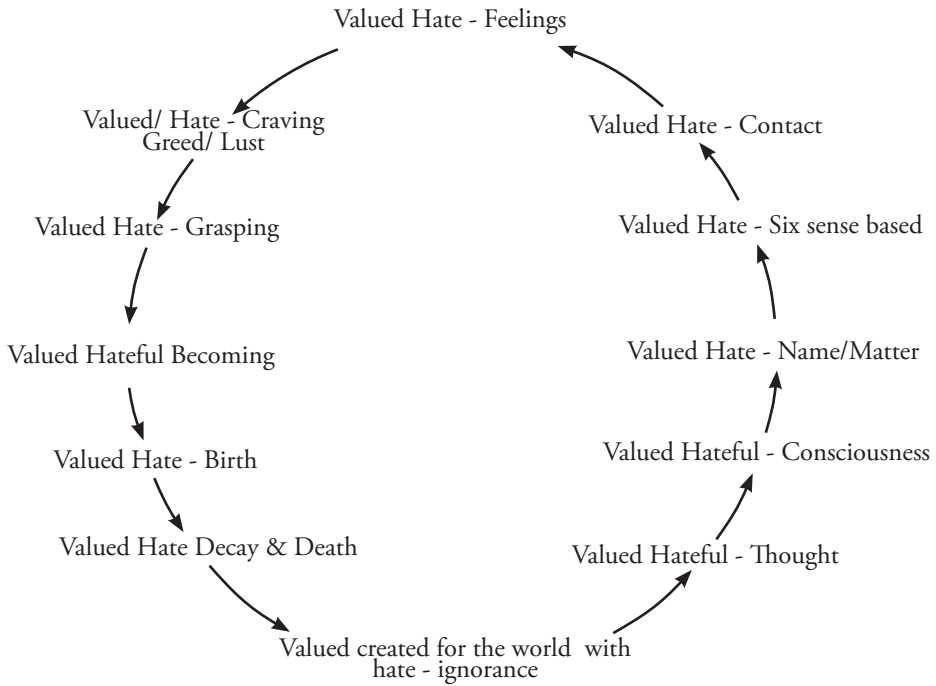 Valued Hate - Feelings
Valued/ Hate - Craving
Greed/ Lust
Valued Hate - Contact
Valued Hate - Grasping
Valued Hate - Six sense based
Valued Hateful Becoming
Valued Hate - Name/Matter
Valued Hate - Birth
Valued Hateful - Consciousness
Valued Hate Decay & Death
Valued Hateful - Thought
Valued created for the world with
hate - ignorance